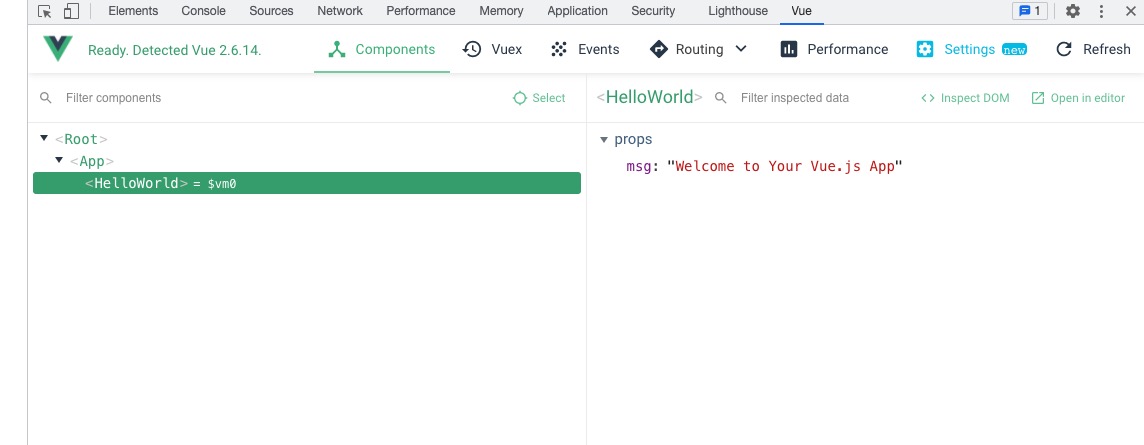 Elements Console Sources Network Performance Memory Application Security Lighthouse Vue 1
Ready. Detected Vue 2.6.14. Components Vuex Events Routing Performance Settings new Refresh
Filter components Select <HelloWorld> Filter inspected data <> Inspect DOM Open in editor
<Root>
<App>
<HelloWorld> = $vm0
props
msg: "Welcome to Your Vue.js App"